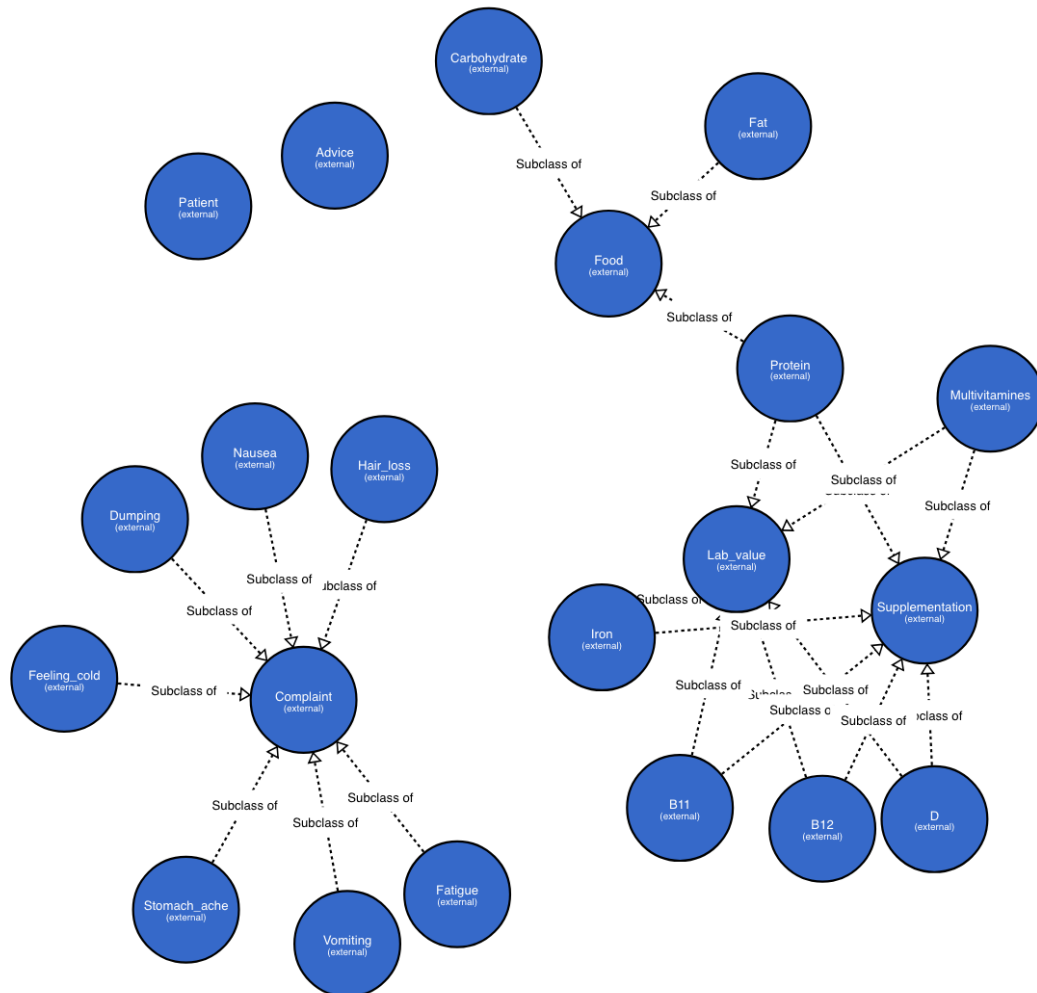 Carbohydrate
(external)
Fat
(external)
Advice
(external)
Subclass of
Patient
(external)
Subclass of
Food
(external)
Subclass of
Protein
(external)
Multivitamines
(external)
Nausea
(external)
Hair_loss
(external)
Subclass of
Subclass of
Subclass of
Dumping
(external)
Lab_value
(external)
Subclass of
Subclass of
Subclass of
Supplementation
(external)
Subclass of
Iron
(external)
Subclass of
Feeling_cold
(external)
Subclass of
Complaint
(external)
Subclass of
Subclass of
Subclass of
Subclass of
B11
(external)
B12
(external)
D
(external)
Subclass of
Subclass of
Subclass of
Stomach_ache
(external)
Fatigue
(external)
Vomiting
(external)